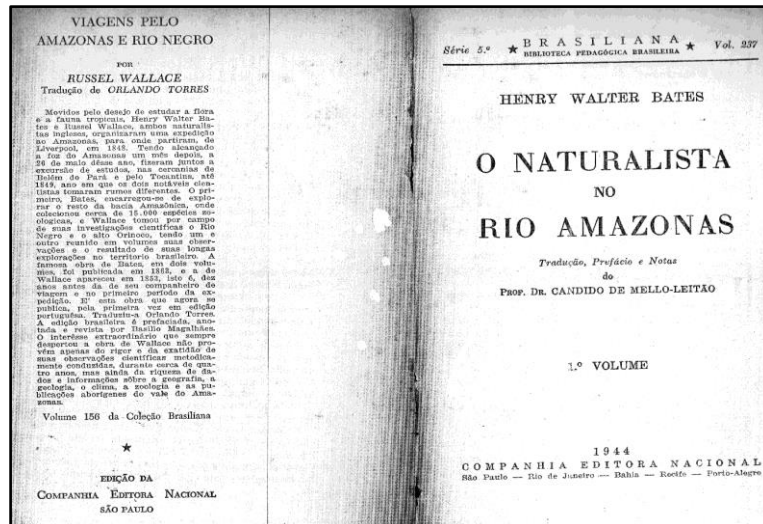 VIAGENS PELO
AMAZONAS E RIO NEGRO
POR
RUSSEL WALLACE
Tradução de ORLANDO TORRES
Movidos pelo desejo de estudar a flora
e a fauna tropicais, Henry Walter Ba-
tes e Russel Wallace, ambos naturalis-
tas inglêses, organizaram uma expedição
ao Amazonas, para onde partiram, de
Liverpool, em 1848. Tendo alcançado
a foz do Amazonas um mês depois, a
26 de maio dêsse ano, fizeram juntos a
excursão de estudos, nas cercanias de
Belém do Pará e pelo Tocantins, até
1849, ano em que os dois notáveis cien-
tistas tomaram rumos diferentes. O pri-
meiro, Bates, encarregou-se de explo-
rar o resto da bacia Amazônica, onde
colecionou cerca de 15.000 espécies zo-
ológicas, e Wallace tomou por campo
de suas investigações científicas o Rio
Negro e o alto Orinoco, tendo um e
outro reunido em volumes suas obser-
vações e o resultado de suas longas
explorações no territorio brasileiro. A
famosa obra de Bates, em dois volu-
mes, foi publicada em 1863, e a de
Wallace apareceu em 1853, isto é, dez
anos antes da de seu companheiro de
viagem e no primeiro período da ex-
pedição. E' esta obra que agora se
publica, pela primeira vez em edição
portuguêsa. Traduziu-a Orlando Torres.
A edição brasileira é prefaciada, ano-
tada e revista por Basilio Magalhães.
O interêsse extraordinário que sempre
despertou a obra de Wallace não pro-
vém apenas do rigor e da exatidão de
suas observações científicas metodica-
mente conduzidas, durante cerca de qua-
tro anos, mas ainda da riqueza de da-
dos e informações sôbre a geografia, a
geologia, o clima, a zoologia e as pu-
blicações aborígenes do vale do Ama-
zonas.
Volume 156 da Coleção Brasiliana
★
EDIÇÃO DA
COMPANHIA EDITORA NACIONAL
SÃO PAULO
Série 5.ª ★ BRASILIANA ★ Vol. 237
BIBLIOTECA PEDAGÓGICA BRASILEIRA
HENRY WALTER BATES
O NATURALISTA
NO
RIO AMAZONAS
Tradução, Prefácio e Notas
do
PROF. DR. CANDIDO DE MELLO-LEITÃO
1.º VOLUME
1944
COMPANHIA EDITORA NACIONAL
São Paulo — Rio de Janeiro — Bahia — Recife — Porto-Alegre